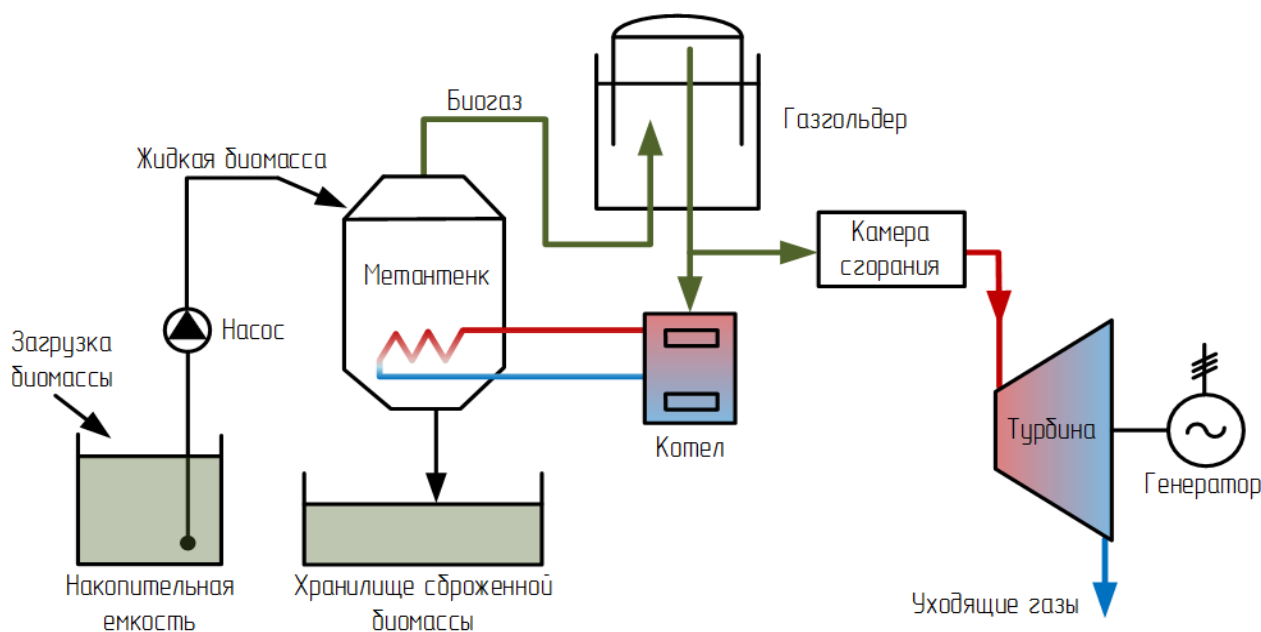 Биогаз
Газгольдер
Жидкая биомасса
Камера
сгорания
Метантенк
Насос
Загрузка
биомассы
Котел
Турбина
Генератор
Накопительная
емкость
Хранилище сброженной
биомассы
Уходящие газы